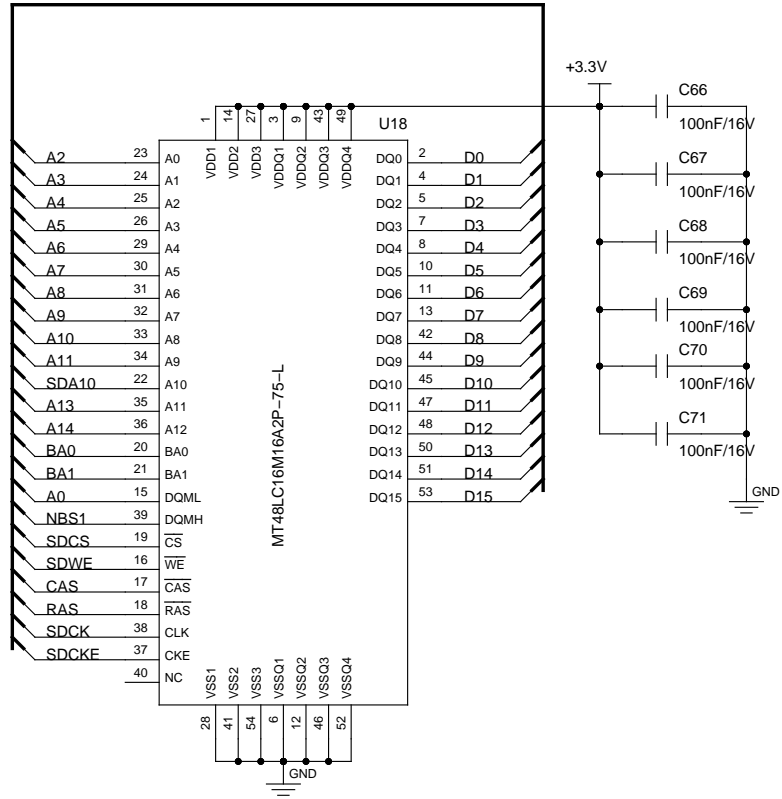 +3.3V
C66
100nF/16V
C67
100nF/16V
C68
100nF/16V
C69
100nF/16V
C70
100nF/16V
C71
100nF/16V
GND
U18
1 14 27 3 9 43 49
VDD1 VDD2 VDD3 VDDQ1 VDDQ2 VDDQ3 VDDQ4
A2 23 A0 DQ0 2 D0
A3 24 A1 DQ1 4 D1
A4 25 A2 DQ2 5 D2
A5 26 A3 DQ3 7 D3
A6 29 A4 DQ4 8 D4
A7 30 A5 DQ5 10 D5
A8 31 A6 DQ6 11 D6
A9 32 A7 DQ7 13 D7
A10 33 A8 DQ8 42 D8
A11 34 A9 DQ9 44 D9
SDA10 22 A10 DQ10 45 D10
A13 35 A11 DQ11 47 D11
A14 36 A12 DQ12 48 D12
BA0 20 BA0 DQ13 50 D13
BA1 21 BA1 DQ14 51 D14
A0 15 DQML DQ15 53 D15
NBS1 39 DQMH
SDCS 19 CS
SDWE 16 WE
CAS 17 CAS
RAS 18 RAS
SDCK 38 CLK
SDCKE 37 CKE
40 NC
MT48LC16M16A2P-75-L
VSS1 VSS2 VSS3 VSSQ1 VSSQ2 VSSQ3 VSSQ4
28 41 54 6 12 46 52
GND